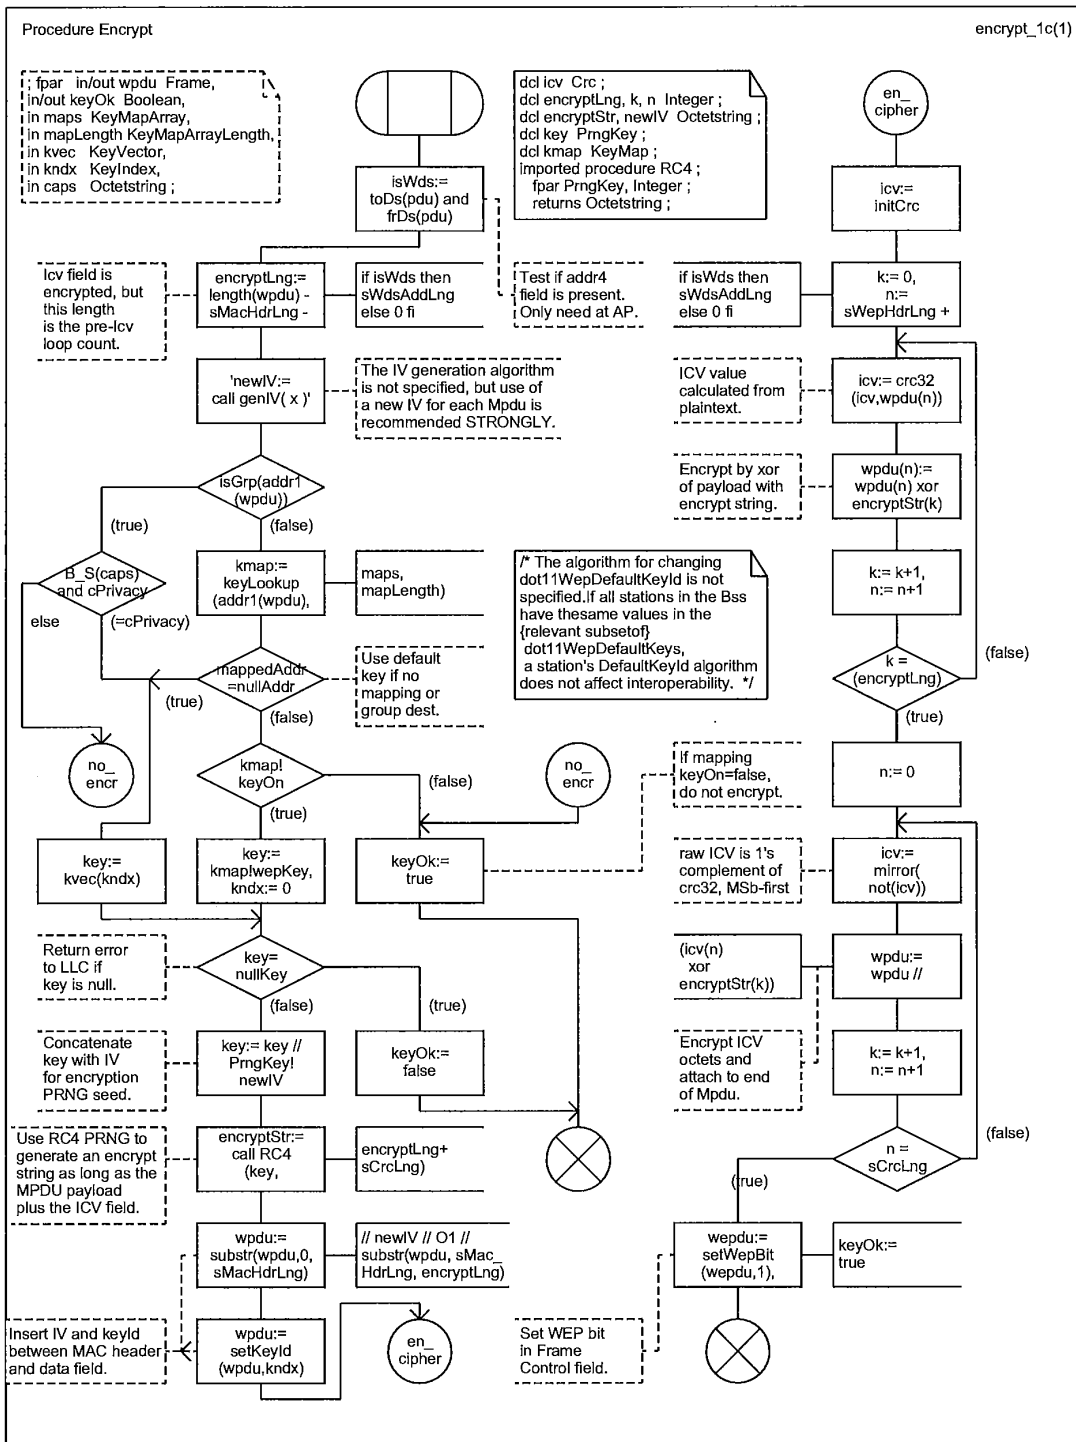 Procedure Encrypt
encrypt_1c(1)
; fpar in/out wpdu Frame,
in/out keyOk Boolean,
in maps KeyMapArray,
in mapLength KeyMapArrayLength,
in kvec KeyVector,
in kndx KeyIndex,
in caps Octetstring ;
dcl icv Crc ;
dcl encryptLng, k, n Integer ;
dcl encryptStr, newIV Octetstring ;
dcl key PrngKey ;
dcl kmap KeyMap ;
imported procedure RC4 ;
fpar PrngKey, Integer ;
returns Octetstring ;
isWds:=
toDs(pdu) and
frDs(pdu)
Test if addr4
field is present.
Only need at AP.
Icv field is
encrypted, but
this length
is the pre-Icv
loop count.
encryptLng:=
length(wpdu) -
sMacHdrLng -
if isWds then
sWdsAddLng
else 0 fi
'newIV:=
call genIV( x )'
The IV generation algorithm
is not specified, but use of
a new IV for each Mpdu is
recommended STRONGLY.
isGrp(addr1
(wpdu))
(true)
(false)
B_S(caps)
and cPrivacy
else
(=cPrivacy)
kmap:=
keyLookup
(addr1(wpdu),
maps,
mapLength)
/* The algorithm for changing
dot11WepDefaultKeyId is not
specified.If all stations in the Bss
have thesame values in the
{relevant subsetof}
dot11WepDefaultKeys,
a station's DefaultKeyId algorithm
does not affect interoperability. */
mappedAddr
=nullAddr
(true)
(false)
Use default
key if no
mapping or
group dest.
no_
encr
kmap!
keyOn
(false)
(true)
no_
encr
If mapping
keyOn=false,
do not encrypt.
key:=
kvec(kndx)
key:=
kmap!wepKey,
kndx:= 0
keyOk:=
true
Return error
to LLC if
key is null.
key=
nullKey
(false)
(true)
Concatenate
key with IV
for encryption
PRNG seed.
key:= key //
PrngKey!
newIV
keyOk:=
false
Use RC4 PRNG to
generate an encrypt
string as long as the
MPDU payload
plus the ICV field.
encryptStr:=
call RC4
(key,
encryptLng+
sCrcLng)
wpdu:=
substr(wpdu,0,
sMacHdrLng)
// newIV // O1 //
substr(wpdu, sMac_
HdrLng, encryptLng)
Insert IV and keyId
between MAC header
and data field.
wpdu:=
setKeyId
(wpdu,kndx)
en_
cipher
en_
cipher
icv:=
initCrc
if isWds then
sWdsAddLng
else 0 fi
k:= 0,
n:=
sWepHdrLng +
ICV value
calculated from
plaintext.
icv:= crc32
(icv,wpdu(n))
Encrypt by xor
of payload with
encrypt string.
wpdu(n):=
wpdu(n) xor
encryptStr(k)
k:= k+1,
n:= n+1
k =
(encryptLng)
(false)
(true)
n:= 0
raw ICV is 1's
complement of
crc32, MSb-first
icv:=
mirror(
not(icv))
(icv(n)
xor
encryptStr(k))
wpdu:=
wpdu //
Encrypt ICV
octets and
attach to end
of Mpdu.
k:= k+1,
n:= n+1
n =
sCrcLng
(false)
(true)
wepdu:=
setWepBit
(wepdu,1),
keyOk:=
true
Set WEP bit
in Frame
Control field.